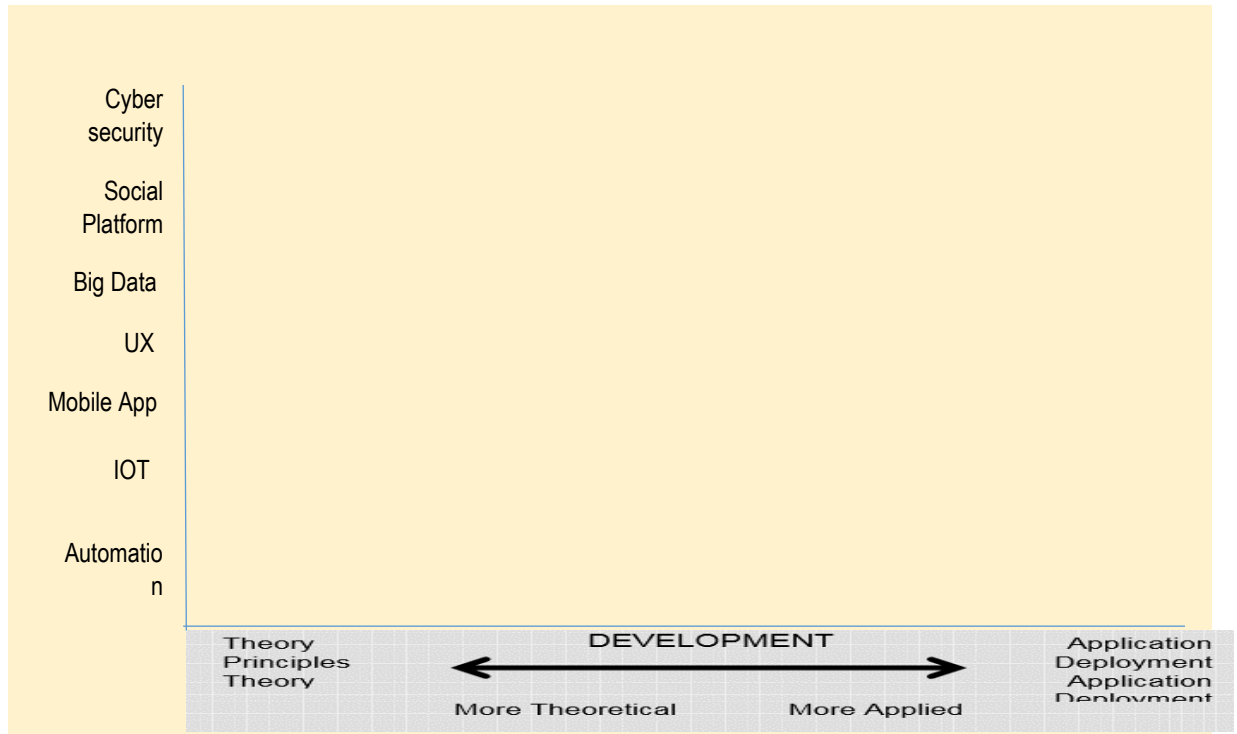 Cyber
security
Social
Platform
Big Data
UX
Mobile App
IOT
Automatio
n
Theory
Principles
Theory
DEVELOPMENT
More Theoretical
More Applied
Application
Deployment
Application
Deployment